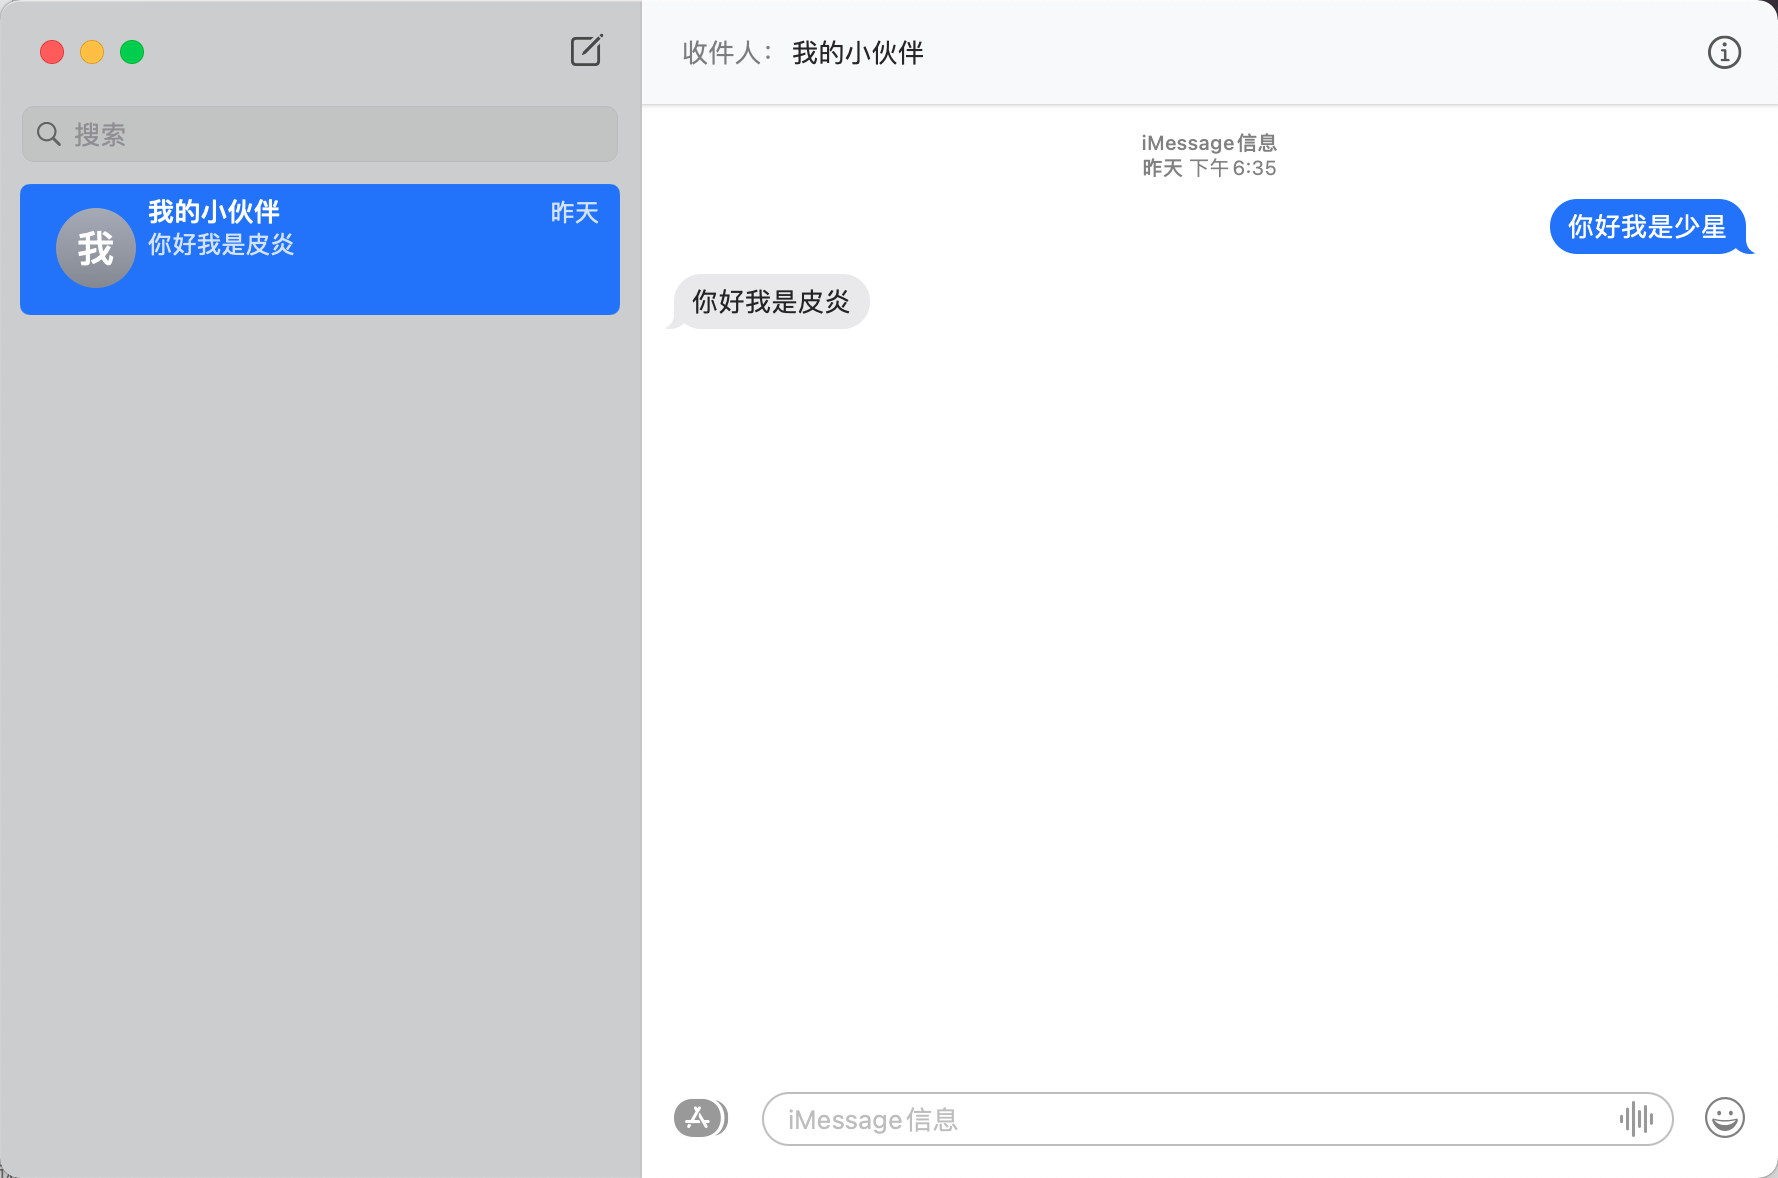 搜索
我的小伙伴
昨天
你好我是皮炎
我
收件人：我的小伙伴
iMessage信息
昨天 下午6:35
你好我是少星
你好我是皮炎
iMessage信息